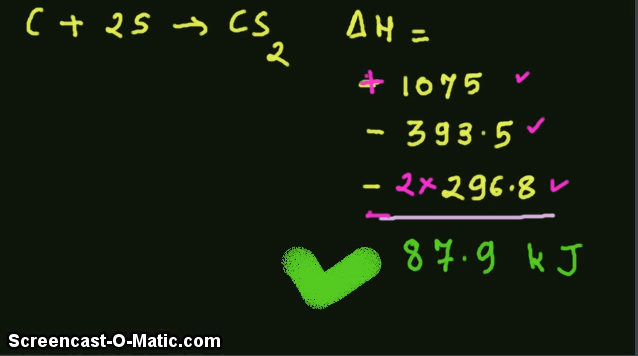 C + 2S → CS₂ ΔH =
+ 1075 ✓
- 393.5 ✓
- 2× 296.8 ✓
87.9 kJ
Screencast-O-Matic.com